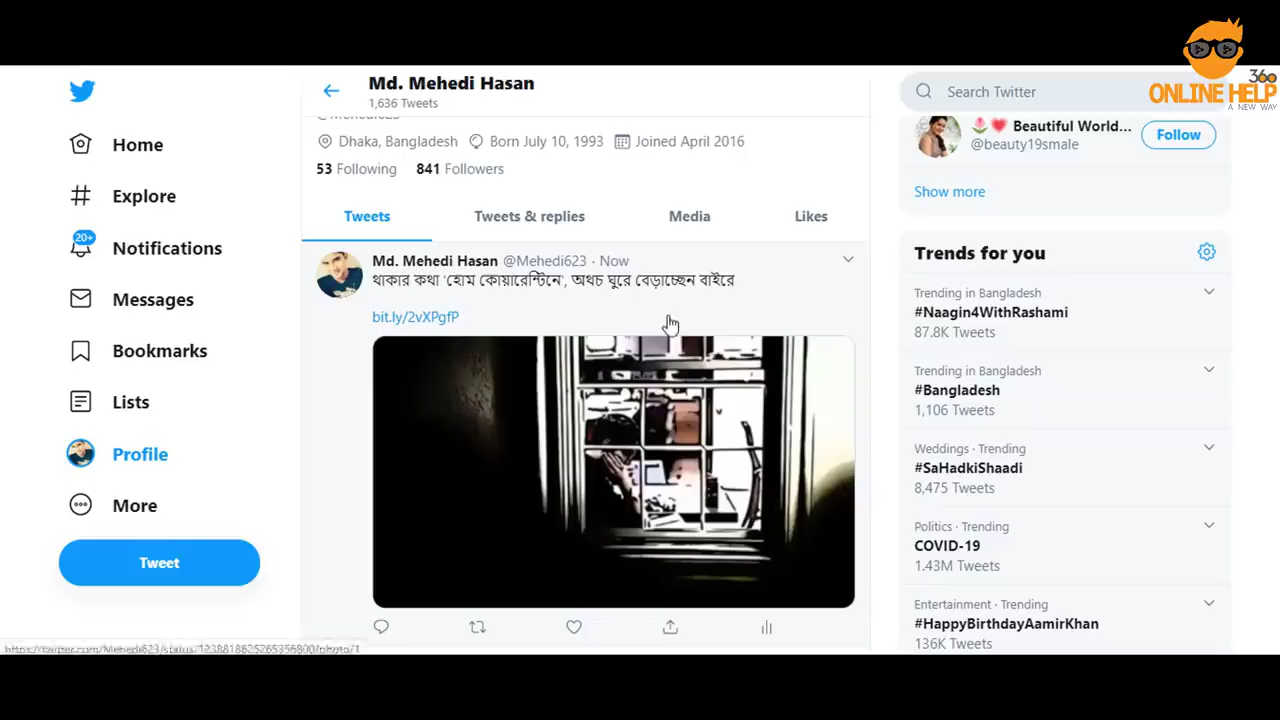 Home
Explore
20+
Notifications
Messages
Bookmarks
Lists
Profile
More
Tweet
Md. Mehedi Hasan
1,636 Tweets
@Mehedi623
Dhaka, Bangladesh Born July 10, 1993 Joined April 2016
53 Following 841 Followers
Tweets Tweets & replies Media Likes
Md. Mehedi Hasan @Mehedi623 · Now
থাকার কথা 'হোম কোয়ারেন্টিনে', অথচ ঘুরে বেড়াচ্ছেন বাইরে
bit.ly/2vXPgfP
360
ONLINE HELP
A NEW WAY
Search Twitter
Beautiful World...
@beauty19smale
Follow
Show more
Trends for you
Trending in Bangladesh
#Naagin4WithRashami
87.8K Tweets
Trending in Bangladesh
#Bangladesh
1,106 Tweets
Weddings · Trending
#SaHadkiShaadi
8,475 Tweets
Politics · Trending
COVID-19
1.43M Tweets
Entertainment · Trending
#HappyBirthdayAamirKhan
136K Tweets